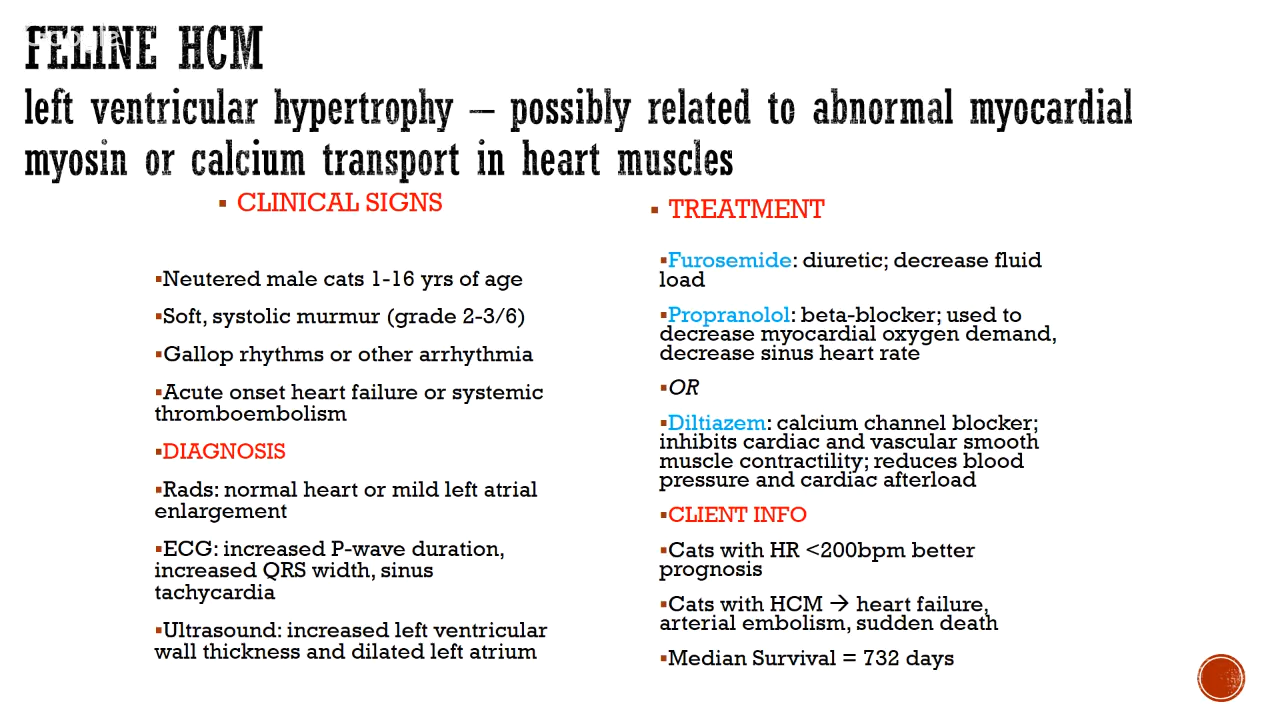 FELINE HCM
left ventricular hypertrophy – possibly related to abnormal myocardial
myosin or calcium transport in heart muscles
▪ CLINICAL SIGNS
▪Neutered male cats 1-16 yrs of age
▪Soft, systolic murmur (grade 2-3/6)
▪Gallop rhythms or other arrhythmia
▪Acute onset heart failure or systemic
thromboembolism
▪DIAGNOSIS
▪Rads: normal heart or mild left atrial
enlargement
▪ECG: increased P-wave duration,
increased QRS width, sinus
tachycardia
▪Ultrasound: increased left ventricular
wall thickness and dilated left atrium
▪ TREATMENT
▪Furosemide: diuretic; decrease fluid
load
▪Propranolol: beta-blocker; used to
decrease myocardial oxygen demand,
decrease sinus heart rate
▪OR
▪Diltiazem: calcium channel blocker;
inhibits cardiac and vascular smooth
muscle contractility; reduces blood
pressure and cardiac afterload
▪CLIENT INFO
▪Cats with HR <200bpm better
prognosis
▪Cats with HCM → heart failure,
arterial embolism, sudden death
▪Median Survival = 732 days